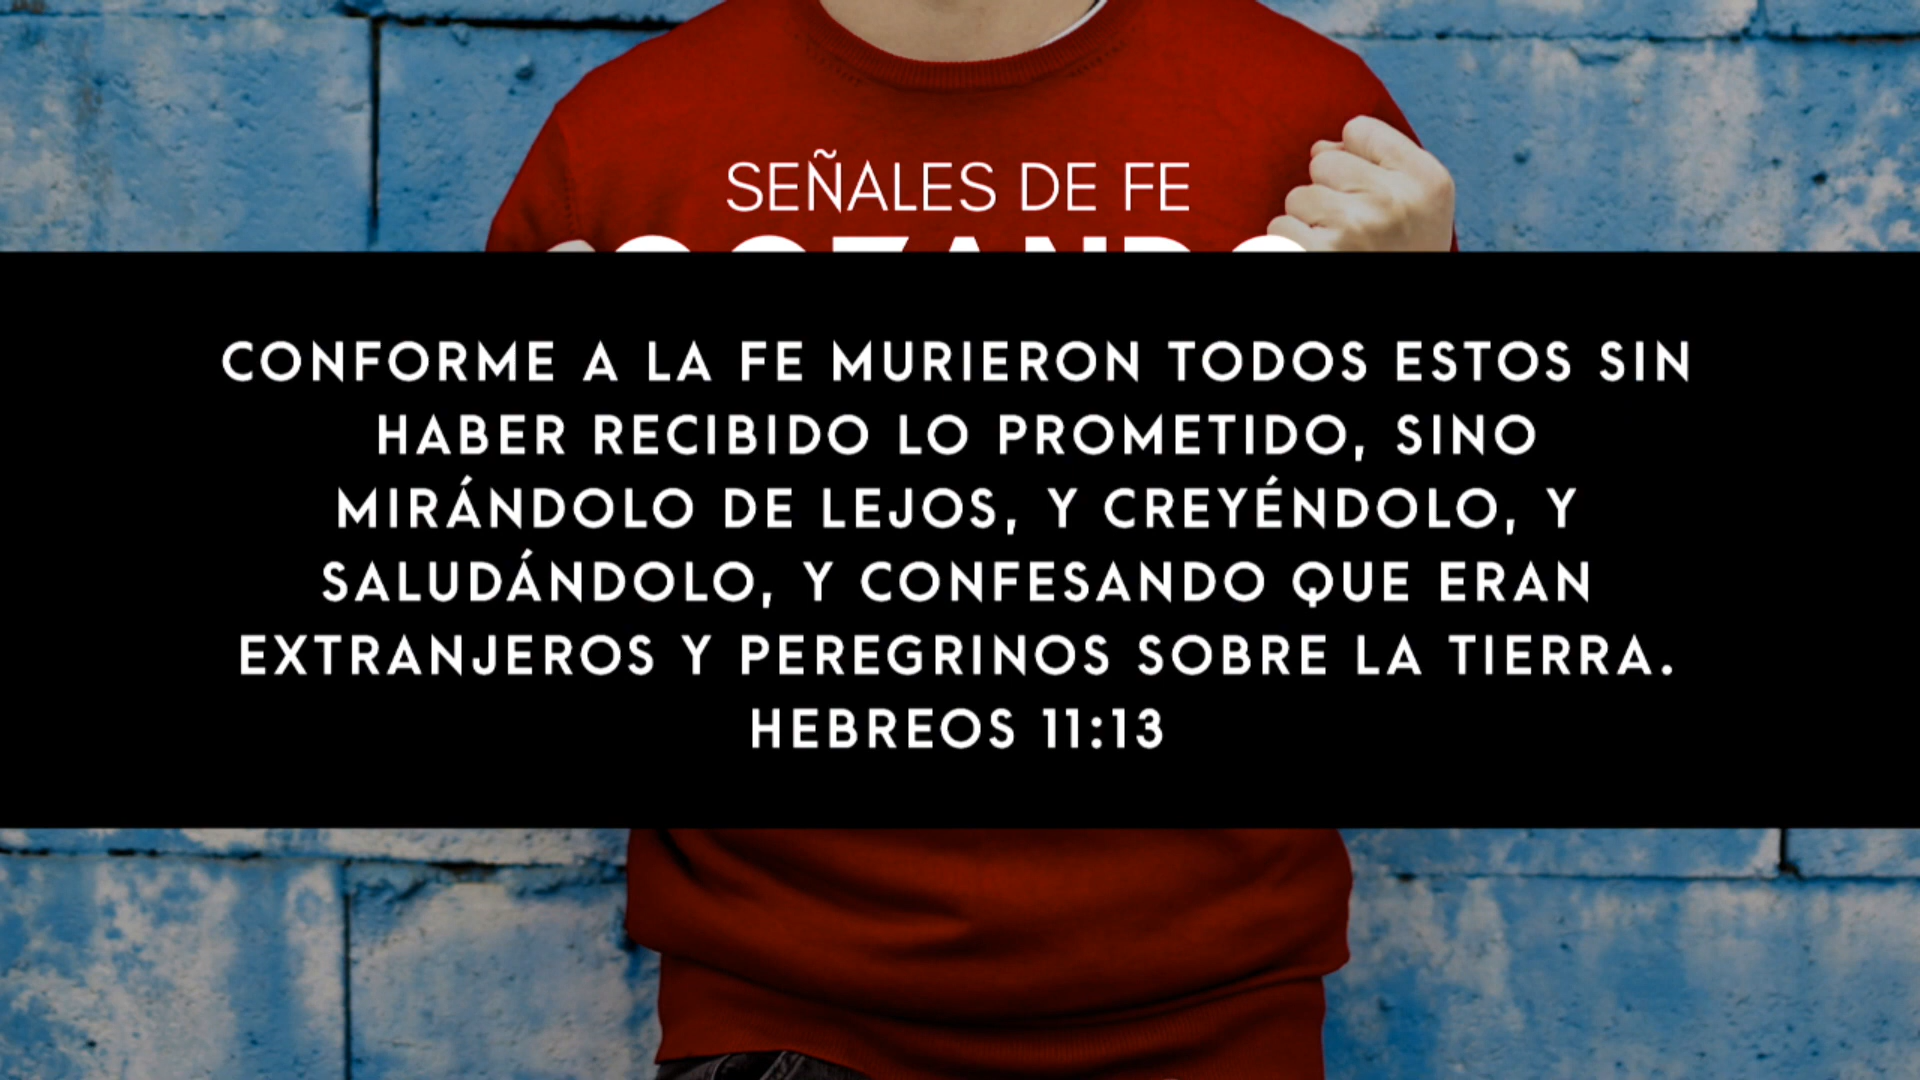 SEÑALES DE FE
CONFORME A LA FE MURIERON TODOS ESTOS SIN
HABER RECIBIDO LO PROMETIDO, SINO
MIRÁNDOLO DE LEJOS, Y CREYÉNDOLO, Y
SALUDÁNDOLO, Y CONFESANDO QUE ERAN
EXTRANJEROS Y PEREGRINOS SOBRE LA TIERRA.
HEBREOS 11:13